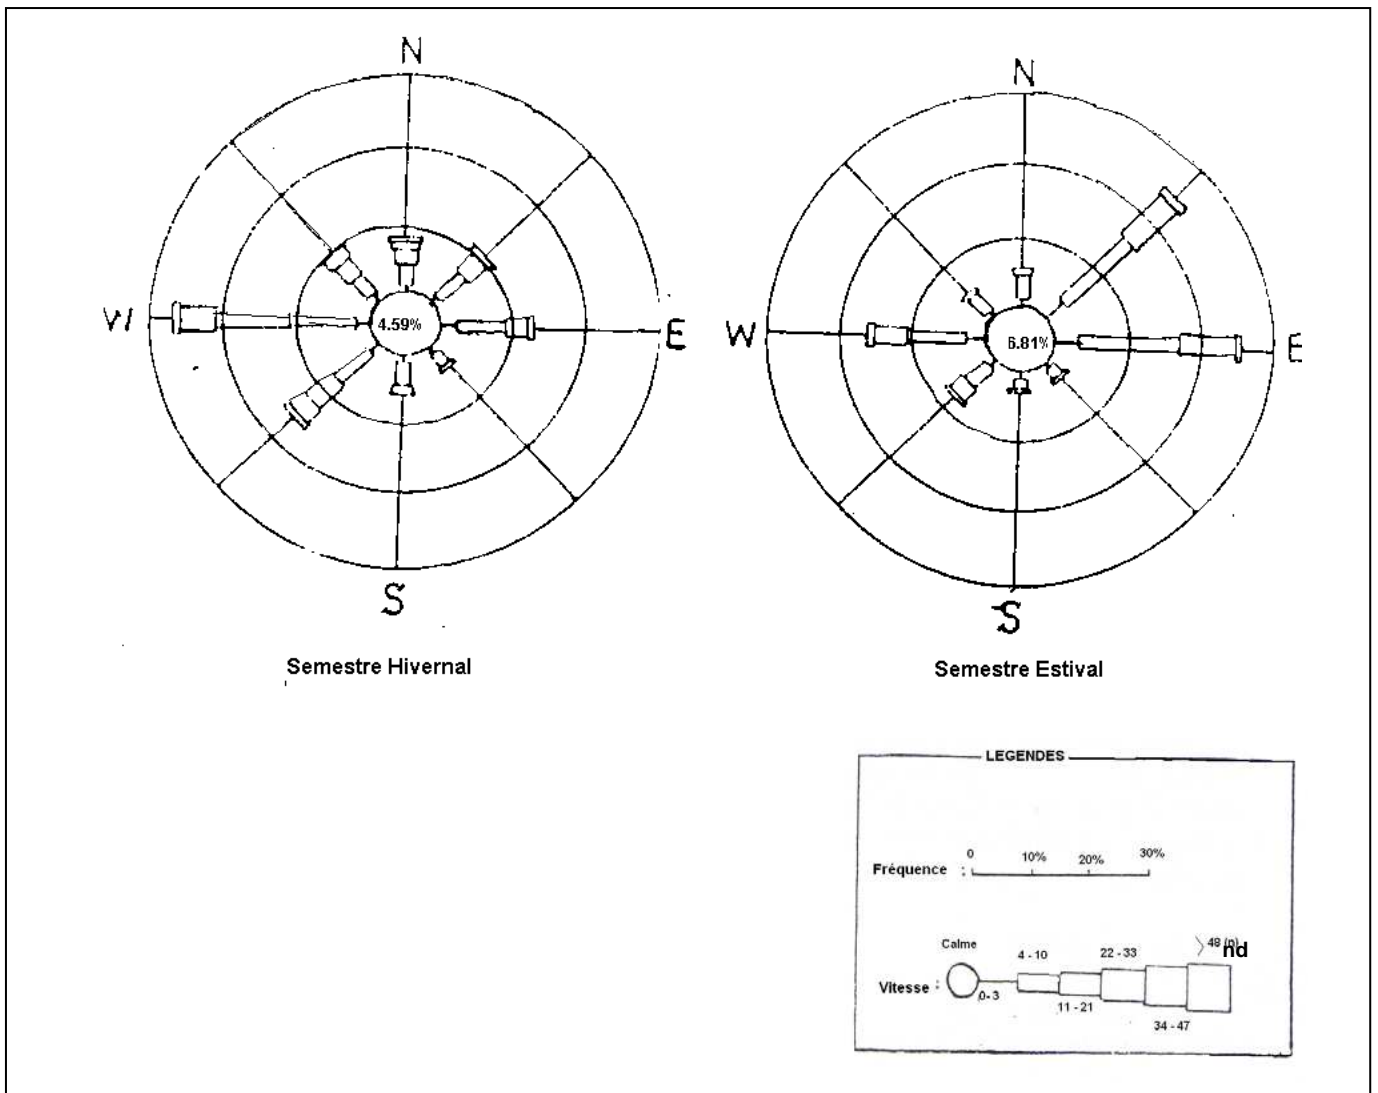 N
N
W
4.59%
E
W
6.81%
E
S
S
Semestre Hivernal
Semestre Estival
LEGENDES
0 10% 20% 30%
Fréquence :
Calme 4 - 10 22 - 33 >48 (n) nd
Vitesse :
0-3
11 - 21
34 - 47